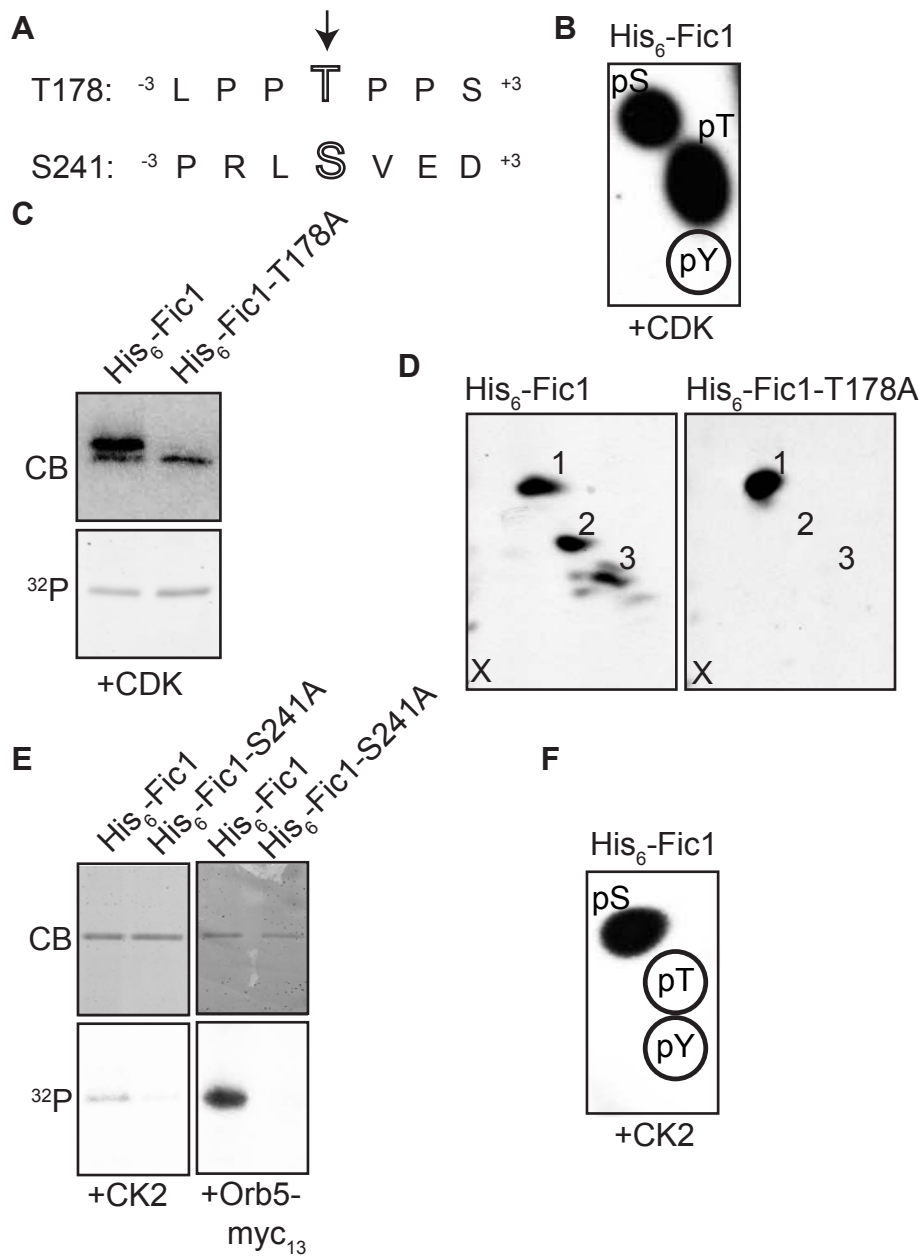 A
T178: -3 L P P T P P S +3
S241: -3 P R L S V E D +3
B
His6-Fic1
pS
pT
pY
+CDK
C
His6-Fic1
His6-Fic1-T178A
CB
32P
+CDK
D
His6-Fic1
1
2
3
X
His6-Fic1-T178A
1
2
3
X
E
His6-Fic1
His6-Fic1-S241A
His6-Fic1
His6-Fic1-S241A
CB
32P
+CK2
+Orb5-
myc13
F
His6-Fic1
pS
pT
pY
+CK2